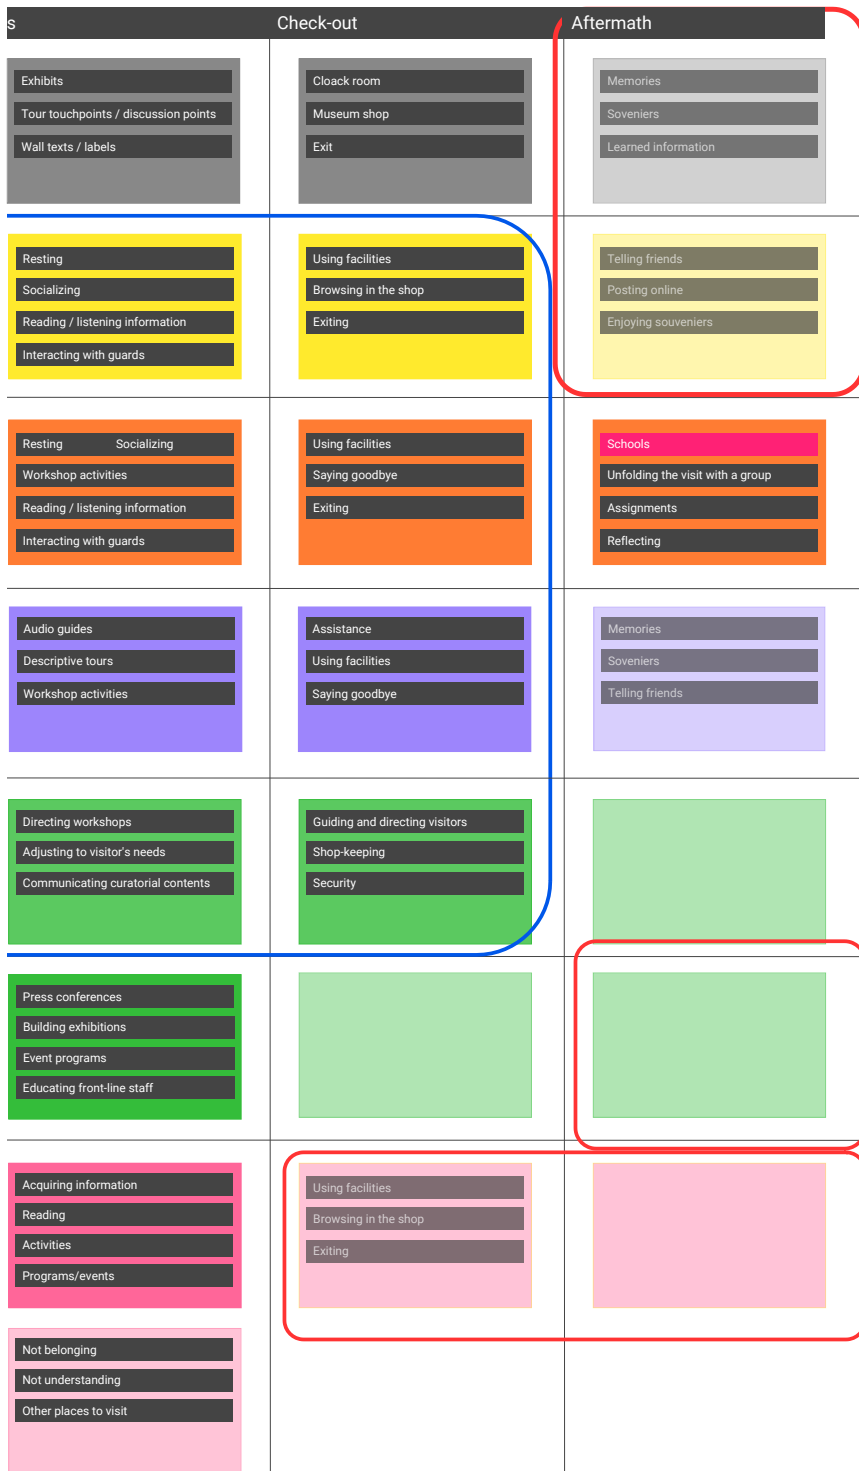 s
Check-out
Aftermath
Exhibits
Tour touchpoints / discussion points
Wall texts / labels
Cloack room
Museum shop
Exit
Memories
Soveniers
Learned information
Resting
Socializing
Reading / listening information
Interacting with guards
Using facilities
Browsing in the shop
Exiting
Telling friends
Posting online
Enjoying souveniers
Resting Socializing
Workshop activities
Reading / listening information
Interacting with guards
Using facilities
Saying goodbye
Exiting
Schools
Unfolding the visit with a group
Assignments
Reflecting
Audio guides
Descriptive tours
Workshop activities
Assistance
Using facilities
Saying goodbye
Memories
Soveniers
Telling friends
Directing workshops
Adjusting to visitor's needs
Communicating curatorial contents
Guiding and directing visitors
Shop-keeping
Security
Press conferences
Building exhibitions
Event programs
Educating front-line staff
Acquiring information
Reading
Activities
Programs/events
Using facilities
Browsing in the shop
Exiting
Not belonging
Not understanding
Other places to visit